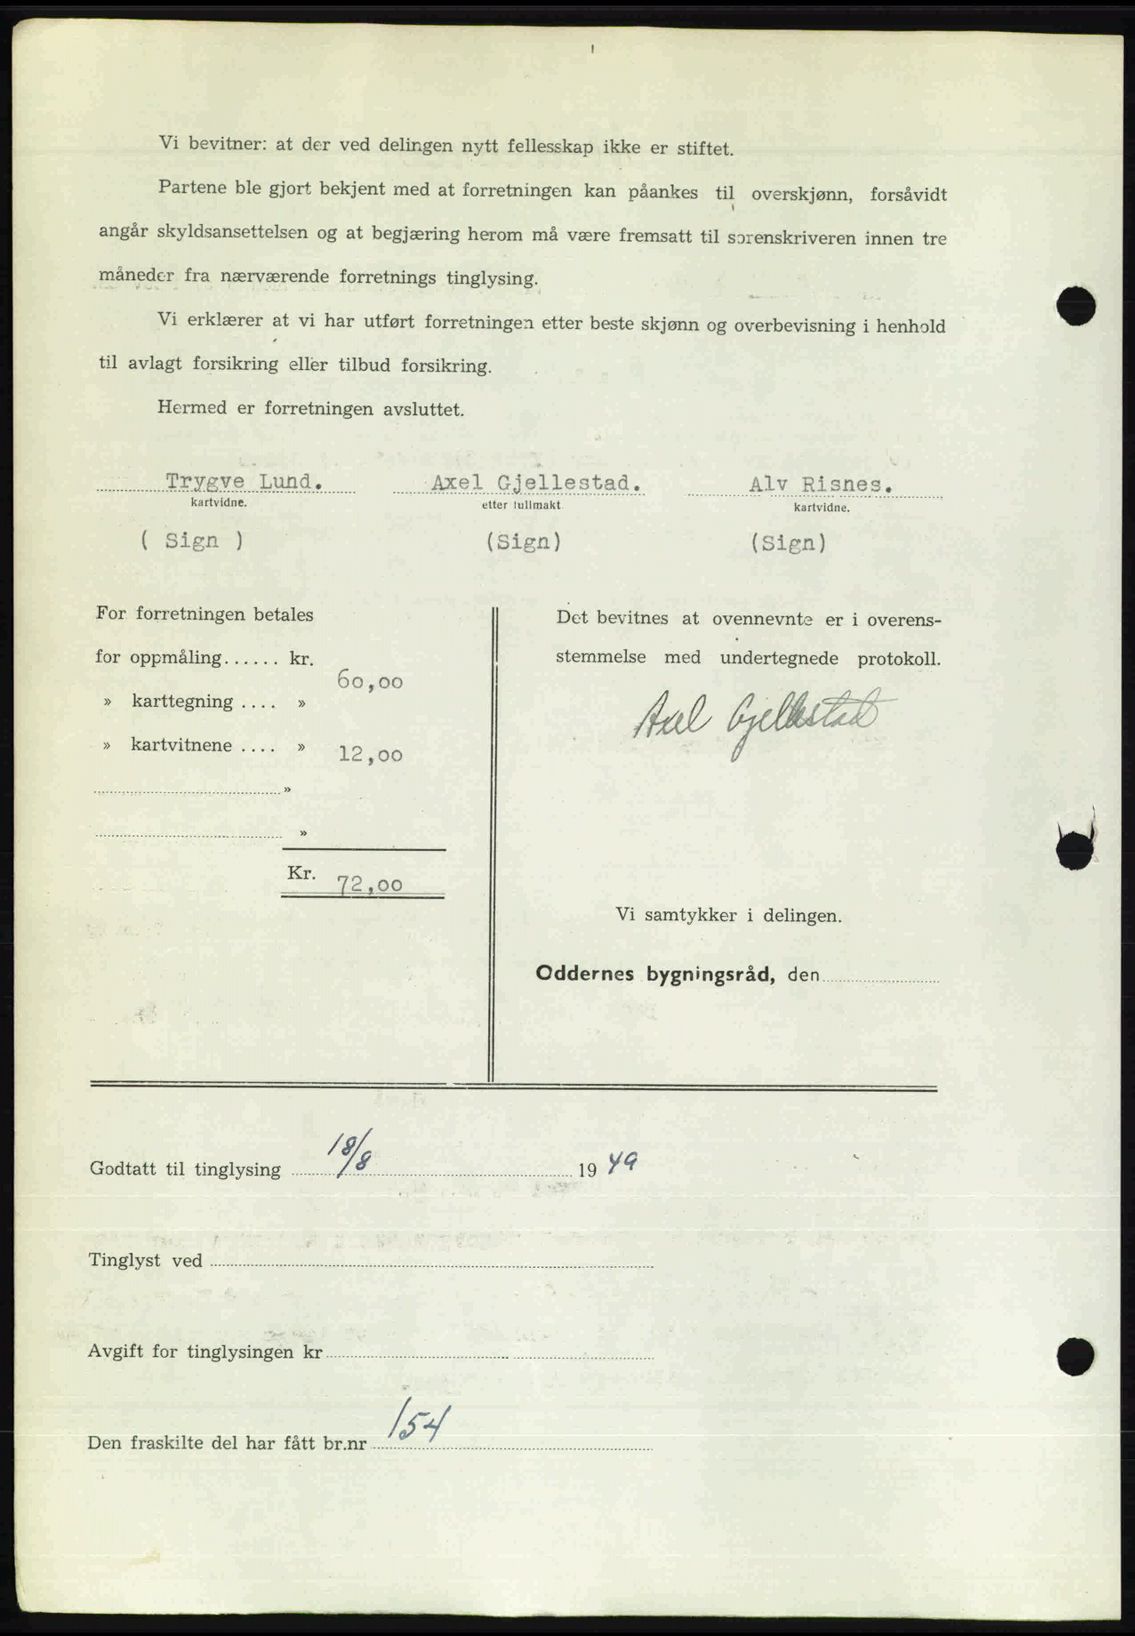 Vi bevitner: at der ved delingen nytt fellesskap ikke er stiftet.
Partene ble gjort bekjent med at forretningen kan påankes til overskjønn, forsåvidt
angår skyldsansettelsen og at begjæring herom må være fremsatt til sorenskriveren innen tre
måneder fra nærværende forretnings tinglysing.
Vi erklærer at vi har utført forretningen etter beste skjønn og overbevisning i henhold
til avlagt forsikring eller tilbud forsikring.
Hermed er forretningen avsluttet.
Trygve Lund. Axel Gjellestad. Alv Risnes.
kartvidne. etter fullmakt kartvidne.
( Sign ) (Sign) (Sign)
For forretningen betales
for oppmåling...... kr.
60,00
» karttegning .... »
» kartvitnene .... »
12,00
»
»
Kr. 72,00
Det bevitnes at ovennevnte er i overens-
stemmelse med undertegnede protokoll.
Axel Gjellestad
Vi samtykker i delingen.
Oddernes bygningsråd, den
Godtatt til tinglysing 18/8 1949
Tinglyst ved
Avgift for tinglysingen kr
Den fraskilte del har fått br.nr 154